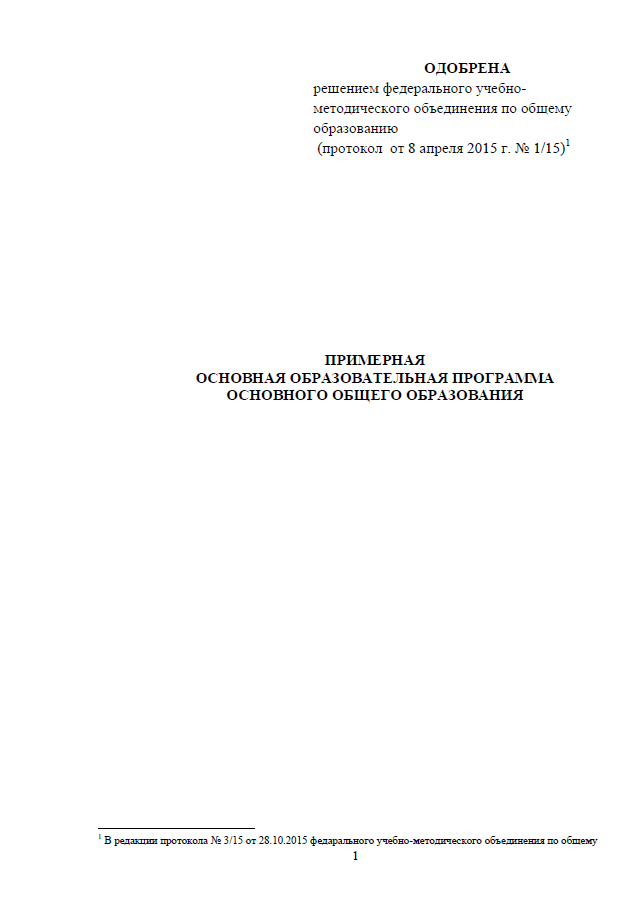 ОДОБРЕНА
решением федерального учебно-
методического объединения по общему
образованию
(протокол от 8 апреля 2015 г. № 1/15)1
ПРИМЕРНАЯ
ОСНОВНАЯ ОБРАЗОВАТЕЛЬНАЯ ПРОГРАММА
ОСНОВНОГО ОБЩЕГО ОБРАЗОВАНИЯ
1 В редакции протокола № 3/15 от 28.10.2015 федарального учебно-методического объединения по общему
1